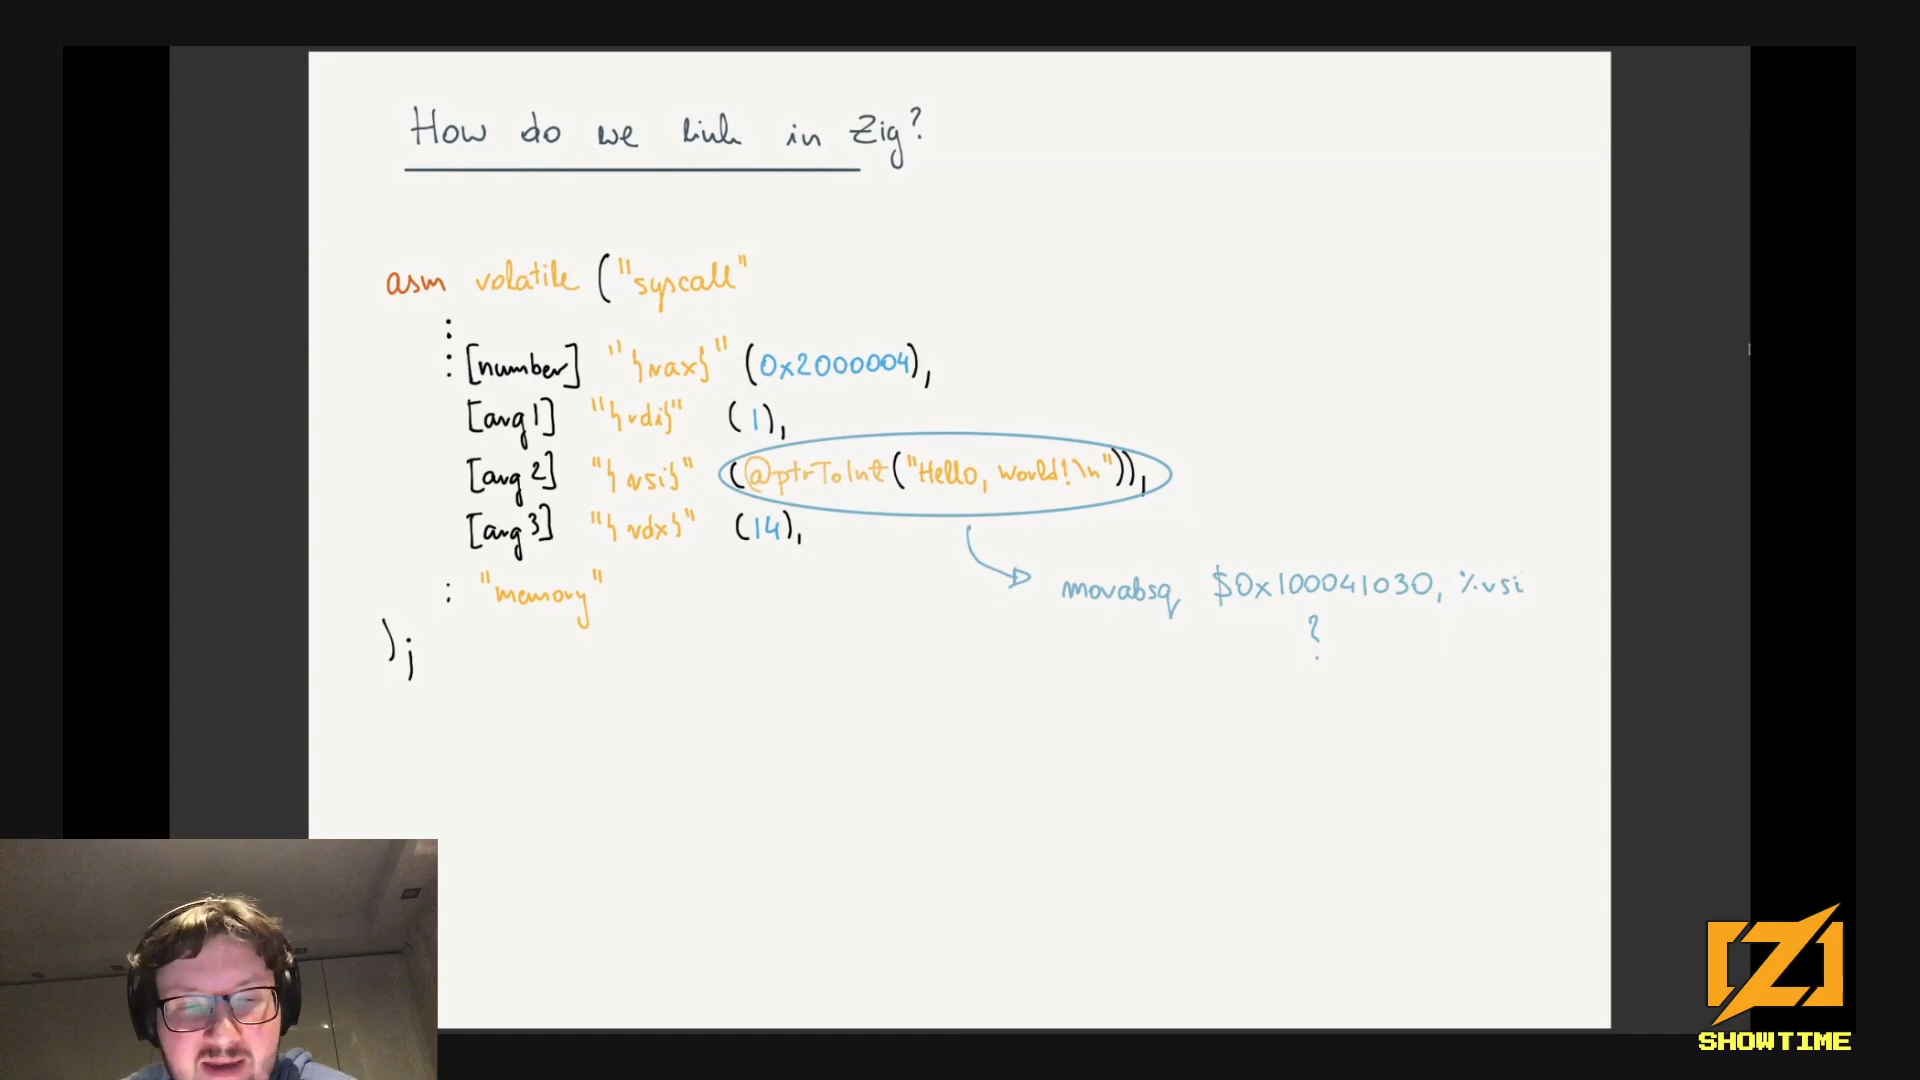 How do we link in Zig?
asm volatile ("syscall"
:
: [number] "{rax}" (0x2000004),
[arg1] "{rdi}" (1),
[arg2] "{rsi}" (@ptrToInt("Hello, World!\n")),
[arg3] "{rdx}" (14),
: "memory"
);
movabsq $0x100041030, %rsi
?
SHOWTIME